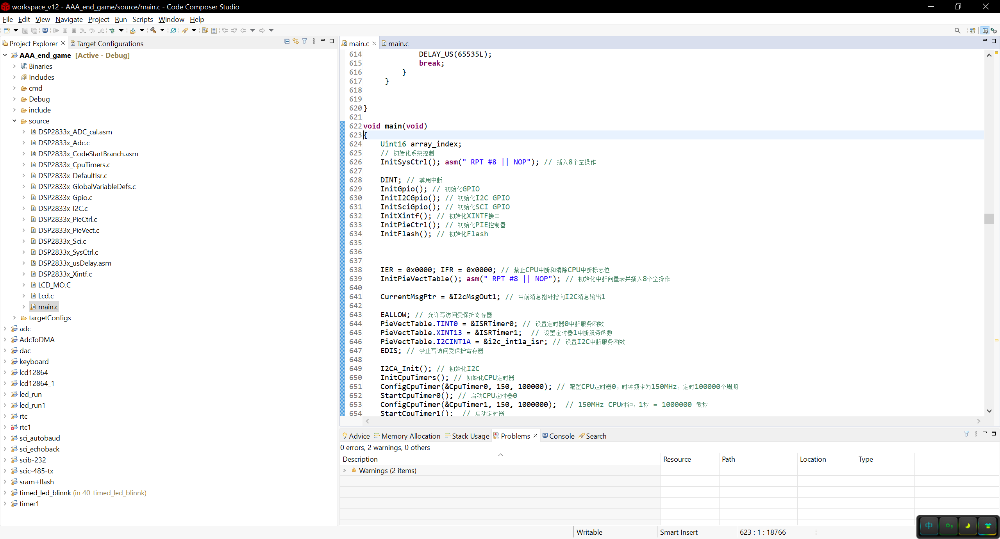 workspace_v12 - AAA_end_game/source/main.c - Code Composer Studio
File Edit View Navigate Project Run Scripts Window Help
Project Explorer
Target Configurations
AAA_end_game [Active - Debug]
Binaries
Includes
cmd
Debug
include
source
DSP2833x_ADC_cal.asm
DSP2833x_Adc.c
DSP2833x_CodeStartBranch.asm
DSP2833x_CpuTimers.c
DSP2833x_DefaultIsr.c
DSP2833x_GlobalVariableDefs.c
DSP2833x_Gpio.c
DSP2833x_I2C.c
DSP2833x_PieCtrl.c
DSP2833x_PieVect.c
DSP2833x_Sci.c
DSP2833x_SysCtrl.c
DSP2833x_usDelay.asm
DSP2833x_Xintf.c
LCD_MO.C
Lcd.c
main.c
targetConfigs
adc
AdcToDMA
dac
keyboard
lcd12864
lcd12864_1
led_run
led_run1
rtc
rtc1
sci_autobaud
sci_echoback
scib-232
scic-485-tx
sram+flash
timed_led_blinnk (in 40-timed_led_blinnk)
timer1
main.c
main.c
614 DELAY_US(65535L);
615 break;
616 }
617 }
618
619
620 }
621
622 void main(void)
623 {
624 Uint16 array_index;
625 // 初始化系统控制
626 InitSysCtrl(); asm(" RPT #8 || NOP"); // 插入8个空操作
627
628 DINT; // 禁用中断
629 InitGpio(); // 初始化GPIO
630 InitI2CGpio(); // 初始化I2C GPIO
631 InitSciGpio(); // 初始化SCI GPIO
632 InitXintf(); // 初始化XINTF接口
633 InitPieCtrl(); // 初始化PIE控制器
634 InitFlash(); // 初始化Flash
635
636
637
638 IER = 0x0000; IFR = 0x0000; // 禁止CPU中断和清除CPU中断标志位
639 InitPieVectTable(); asm(" RPT #8 || NOP"); // 初始化中断向量表并插入8个空操作
640
641 CurrentMsgPtr = &I2cMsgOut1; // 当前消息指针指向I2C消息输出1
642
643 EALLOW; // 允许写访问受保护寄存器
644 PieVectTable.TINT0 = &ISRTimer0; // 设置定时器0中断服务函数
645 PieVectTable.XINT13 = &ISRTimer1; // 设置定时器1中断服务函数
646 PieVectTable.I2CINT1A = &i2c_int1a_isr; // 设置I2C中断服务函数
647 EDIS; // 禁止写访问受保护寄存器
648
649 I2CA_Init(); // 初始化I2C
650 InitCpuTimers(); // 初始化CPU定时器
651 ConfigCpuTimer(&CpuTimer0, 150, 100000); // 配置CPU定时器0，时钟频率为150MHz，定时100000个周期
652 StartCpuTimer0(); // 启动CPU定时器0
653 ConfigCpuTimer(&CpuTimer1, 150, 1000000); // 150MHz CPU时钟，1秒 = 1000000 微秒
654 StartCpuTimer1(); // 启动定时器
Advice Memory Allocation Stack Usage Problems Console Search
0 errors, 2 warnings, 0 others
Description Resource Path Location Type
Warnings (2 items)
Writable Smart Insert 623 : 1 : 18766
中